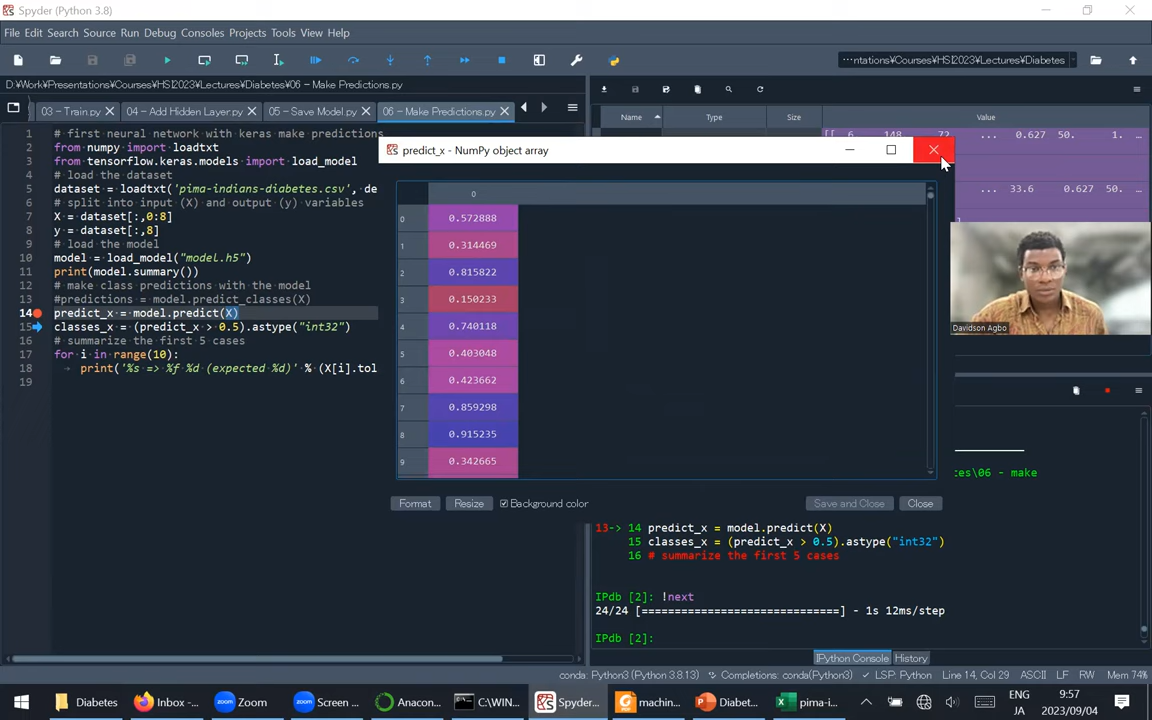 Spyder (Python 3.8)
File Edit Search Source Run Debug Consoles Projects Tools View Help
···ntations¥Courses¥HSI2023¥Lectures¥Diabetes
D:¥Work¥Presentations¥Courses¥HSI2023¥Lectures¥Diabetes¥06 – Make Predictions.py
03 – Train.py
04 – Add Hidden Layer.py
05 – Save Model.py
06 – Make Predictions.py
Name Type Size Value
1 # first neural network with keras make predictions
2 from numpy import loadtxt
3 from tensorflow.keras.models import load_model
4 # load the dataset
5 dataset = loadtxt('pima-indians-diabetes.csv', de
6 # split into input (X) and output (y) variables
7 X = dataset[:,0:8]
8 y = dataset[:,8]
9 # load the model
10 model = load_model("model.h5")
11 print(model.summary())
12 # make class predictions with the model
13 #predictions = model.predict_classes(X)
14 predict_x = model.predict(X)
15 classes_x = (predict_x > 0.5).astype("int32")
16 # summarize the first 5 cases
17 for i in range(10):
18 print('%s => %f %d (expected %d)' % (X[i].tol
19
[[ 6. 148. 72. ... 0.627 50. 1. ...
... 33.6 0.627 50. ...
predict_x - NumPy object array
0
0 0.572888
1 0.314469
2 0.815822
3 0.150233
4 0.740118
5 0.403048
6 0.423662
7 0.859298
8 0.915235
9 0.342665
Format Resize Background color Save and Close Close
Davidson Agbo
tes\06 - make
13-> 14 predict_x = model.predict(X)
15 classes_x = (predict_x > 0.5).astype("int32")
16 # summarize the first 5 cases
IPdb [2]: !next
24/24 [==============================] - 1s 12ms/step
IPdb [2]:
IPython Console History
conda: Python3 (Python 3.8.13) Completions: conda(Python3) LSP: Python Line 14, Col 29 ASCII LF RW Mem 74%
Diabetes
Inbox -...
Zoom
Screen ...
Anacon...
C:\WIN...
Spyder...
machin...
Diabet...
pima-i...
ENG
JA
9:57
2023/09/04